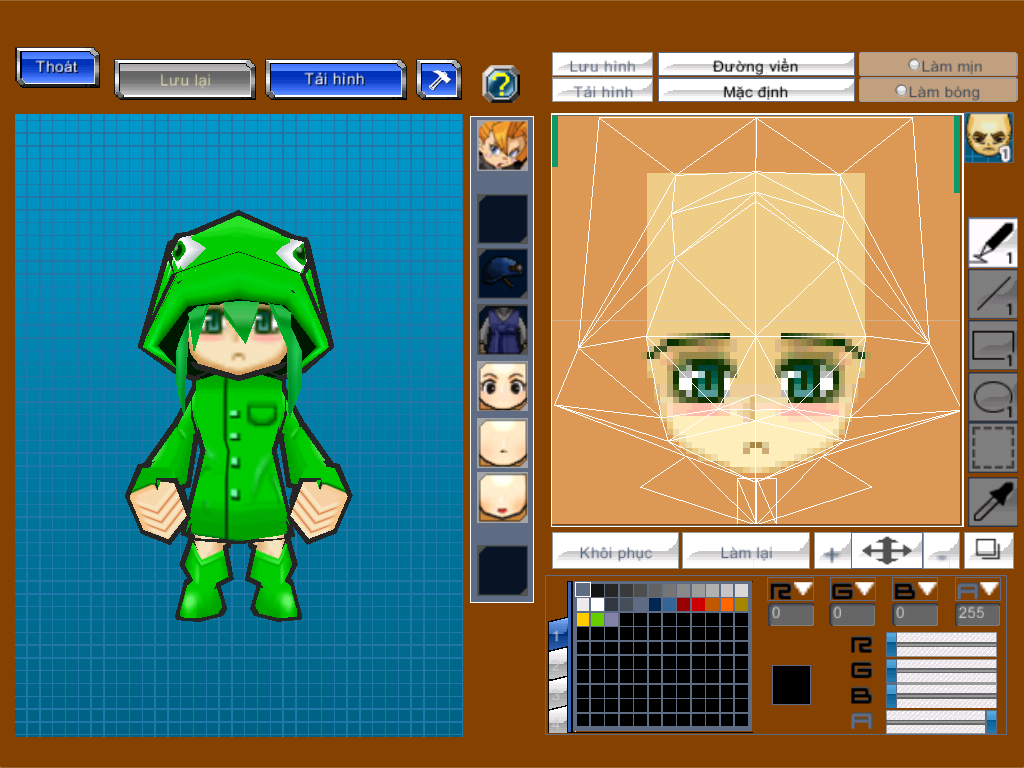 Thoát
Lưu lại
Tải hình
?
Lưu hình
Đường viền
Làm mịn
Tải hình
Mặc định
Làm bóng
1
1
1
1
1
Khôi phục
Làm lại
+
-
R G B A
0 0 0 255
1
R
G
B
A